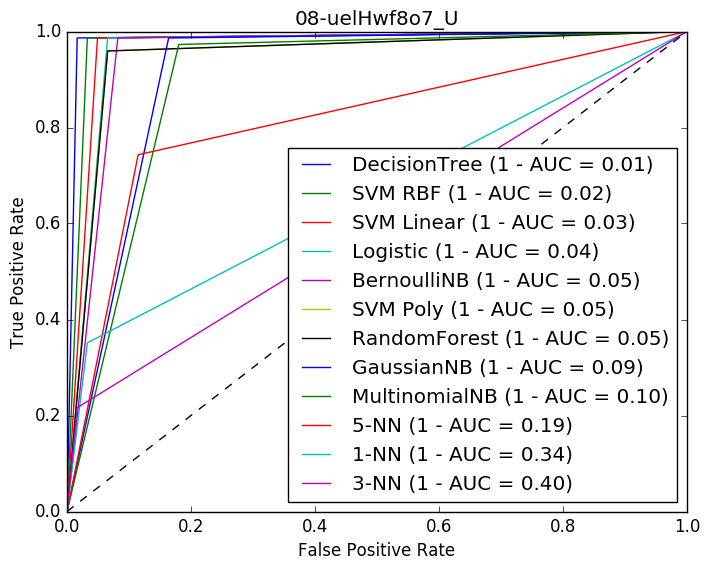 08-uelHwf8o7_U
True Positive Rate
1.0
0.8
0.6
0.4
0.2
0.0
DecisionTree (1 - AUC = 0.01)
SVM RBF (1 - AUC = 0.02)
SVM Linear (1 - AUC = 0.03)
Logistic (1 - AUC = 0.04)
BernoulliNB (1 - AUC = 0.05)
SVM Poly (1 - AUC = 0.05)
RandomForest (1 - AUC = 0.05)
GaussianNB (1 - AUC = 0.09)
MultinomialNB (1 - AUC = 0.10)
5-NN (1 - AUC = 0.19)
1-NN (1 - AUC = 0.34)
3-NN (1 - AUC = 0.40)
0.0 0.2 0.4 0.6 0.8 1.0
False Positive Rate